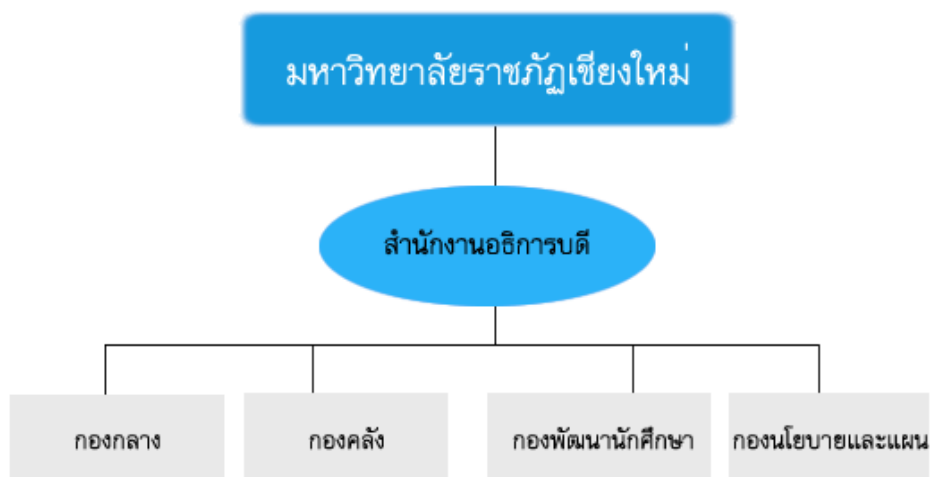 มหาวิทยาลัยราชภัฏเชียงใหม่
สำนักงานอธิการบดี
กองกลาง
กองคลัง
กองพัฒนานักศึกษา
กองนโยบายและแผน